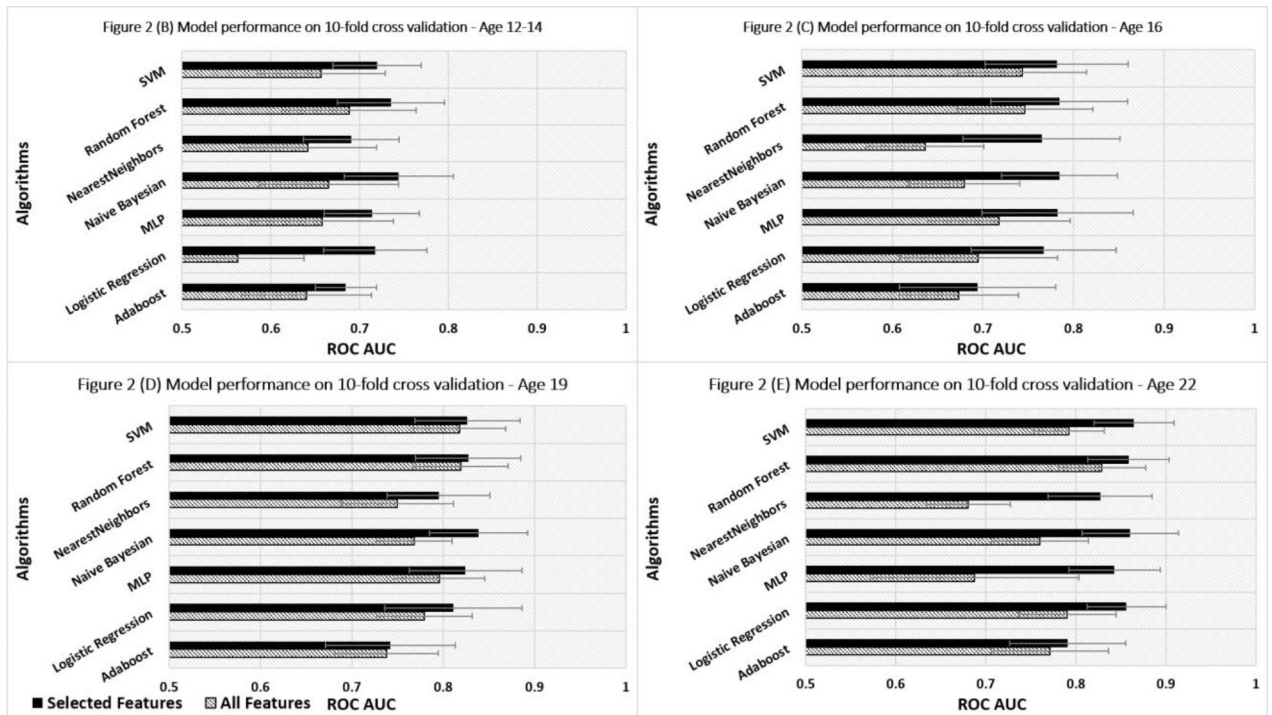 Figure 2 (B) Model performance on 10-fold cross validation - Age 12-14
Algorithms
SVM
Random Forest
NearestNeighbors
Naive Bayesian
MLP
Logistic Regression
Adaboost
0.5 0.6 0.7 0.8 0.9 1
ROC AUC
Figure 2 (C) Model performance on 10-fold cross validation - Age 16
Algorithms
SVM
Random Forest
NearestNeighbors
Naive Bayesian
MLP
Logistic Regression
Adaboost
0.5 0.6 0.7 0.8 0.9 1
ROC AUC
Figure 2 (D) Model performance on 10-fold cross validation - Age 19
Algorithms
SVM
Random Forest
NearestNeighbors
Naive Bayesian
MLP
Logistic Regression
Adaboost
0.5 0.6 0.7 0.8 0.9 1
Selected Features All Features ROC AUC
Figure 2 (E) Model performance on 10-fold cross validation - Age 22
Algorithms
SVM
Random Forest
NearestNeighbors
Naive Bayesian
MLP
Logistic Regression
Adaboost
0.5 0.6 0.7 0.8 0.9 1
ROC AUC